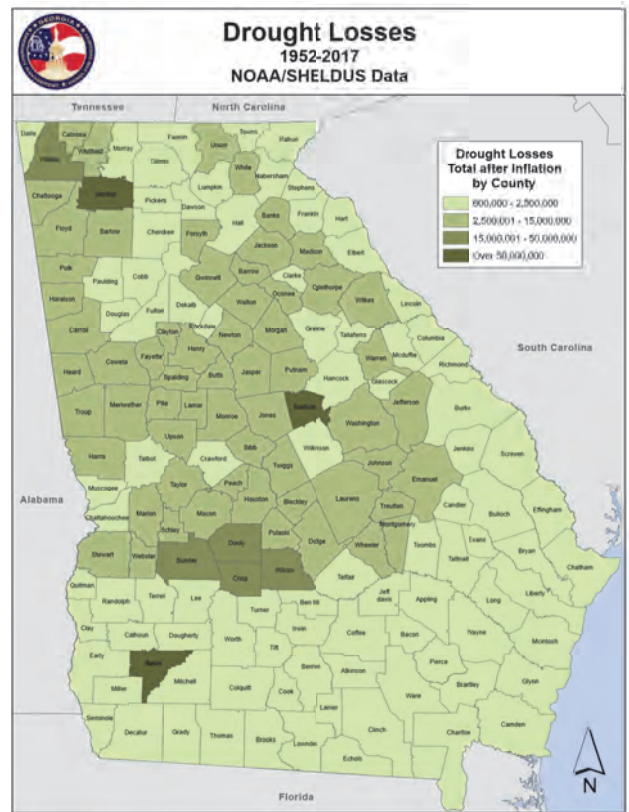 GEORGIA
Drought Losses
1952-2017
NOAA/SHELDUS Data
Tennessee
North Carolina
Drought Losses
Total after Inflation
by County
600,000 - 2,500,000
2,500,001 - 15,000,000
15,000,001 - 50,000,000
Over 50,000,000
Dade Catoosa Fannin Towns Rabun
Whitfield Murray Union
Walker Gilmer White Habersham
Lumpkin Stephens
Chattooga Gordon Pickens Dawson
Banks Franklin Hart
Hall
Floyd Bartow Cherokee Forsyth
Jackson Madison Elbert
Polk Gwinnett Barrow Clarke
Paulding Cobb Oconee Oglethorpe Wilkes Lincoln
Haralson Dekalb Walton
Douglas Fulton
Carroll Clayton Rockdale Newton Morgan Greene Taliaferro Columbia
South Carolina
Henry Warren Mcduffie
Heard Coweta Fayette Richmond
Spalding Butts Jasper Putnam Hancock Glascock
Troup Meriwether Pike Lamar Monroe Jones Jefferson Burke
Washington
Upson Wilkinson Jenkins
Harris Talbot Crawford Bibb Screven
Twiggs Johnson Emanuel
Muscogee Taylor Peach
Houston Bleckley Laurens Candler Effingham
Alabama
Chattahoochee Marion Macon Treutlen Bulloch
Schley Pulaski Montgomery
Dooly Dodge Evans
Stewart Webster Sumter Wheeler Toombs Bryan
Wilcox Tattnall Chatham
Crisp Telfair
Quitman
Randolph Terrel Lee Ben hill Jeff
davis Appling Long Liberty
Turner
Clay Calhoun Dougherty Irwin Coffee Bacon
Worth Tift Mcintosh
Early Pierce
Mitchell Berrien Atkinson
Miller Colquitt Cook Ware Brantley Glynn
Lanier
Seminole Clinch Camden
Decatur Grady Thomas Brooks Charlton
Echols
Florida
N